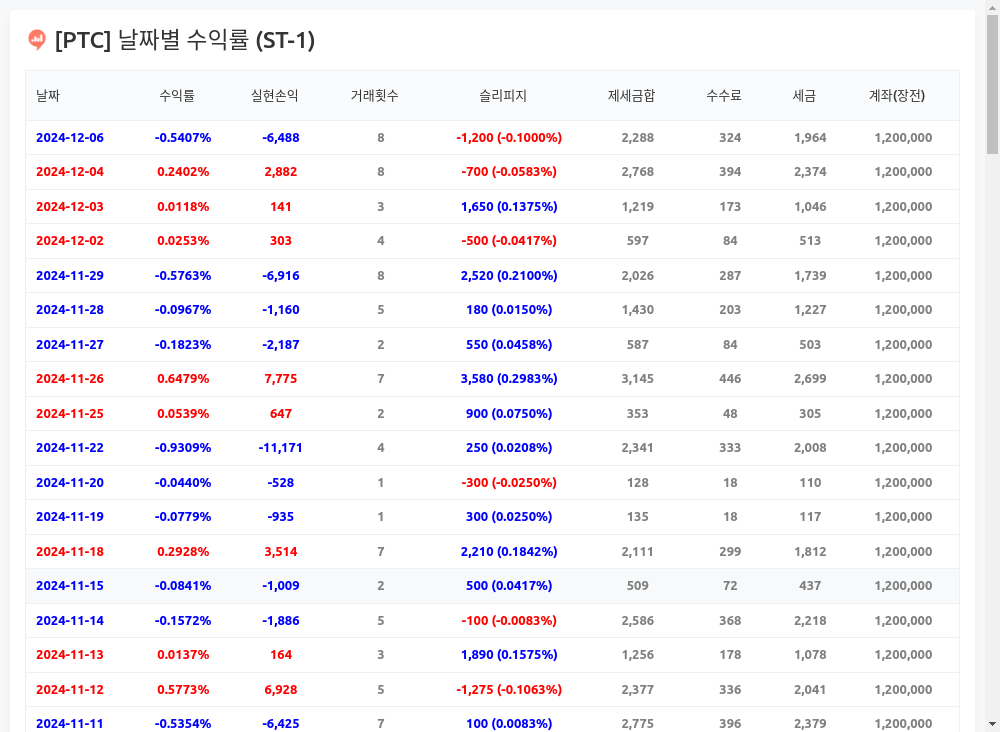 [PTC] 날짜별 수익률 (ST-1)
날짜 수익률 실현손익 거래횟수 슬리피지 제세금합 수수료 세금 계좌(장전)
2024-12-06 -0.5407% -6,488 8 -1,200 (-0.1000%) 2,288 324 1,964 1,200,000
2024-12-04 0.2402% 2,882 8 -700 (-0.0583%) 2,768 394 2,374 1,200,000
2024-12-03 0.0118% 141 3 1,650 (0.1375%) 1,219 173 1,046 1,200,000
2024-12-02 0.0253% 303 4 -500 (-0.0417%) 597 84 513 1,200,000
2024-11-29 -0.5763% -6,916 8 2,520 (0.2100%) 2,026 287 1,739 1,200,000
2024-11-28 -0.0967% -1,160 5 180 (0.0150%) 1,430 203 1,227 1,200,000
2024-11-27 -0.1823% -2,187 2 550 (0.0458%) 587 84 503 1,200,000
2024-11-26 0.6479% 7,775 7 3,580 (0.2983%) 3,145 446 2,699 1,200,000
2024-11-25 0.0539% 647 2 900 (0.0750%) 353 48 305 1,200,000
2024-11-22 -0.9309% -11,171 4 250 (0.0208%) 2,341 333 2,008 1,200,000
2024-11-20 -0.0440% -528 1 -300 (-0.0250%) 128 18 110 1,200,000
2024-11-19 -0.0779% -935 1 300 (0.0250%) 135 18 117 1,200,000
2024-11-18 0.2928% 3,514 7 2,210 (0.1842%) 2,111 299 1,812 1,200,000
2024-11-15 -0.0841% -1,009 2 500 (0.0417%) 509 72 437 1,200,000
2024-11-14 -0.1572% -1,886 5 -100 (-0.0083%) 2,586 368 2,218 1,200,000
2024-11-13 0.0137% 164 3 1,890 (0.1575%) 1,256 178 1,078 1,200,000
2024-11-12 0.5773% 6,928 5 -1,275 (-0.1063%) 2,377 336 2,041 1,200,000
2024-11-11 -0.5354% -6,425 7 100 (0.0083%) 2,775 396 2,379 1,200,000